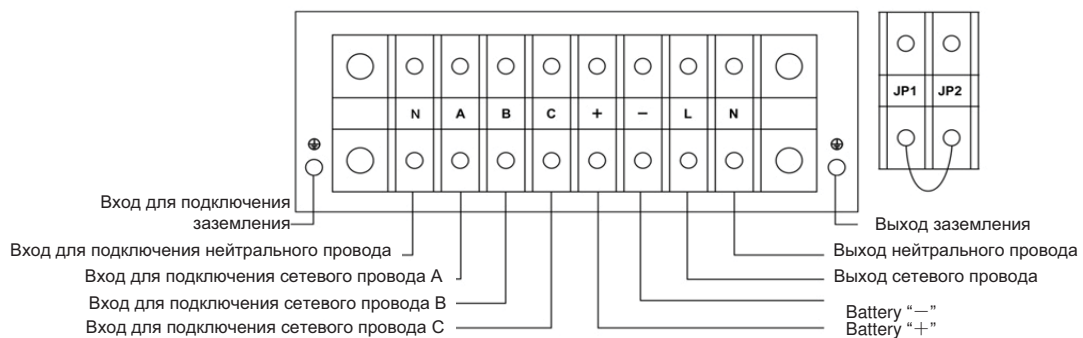 N A B C + − L N
JP1 JP2
Вход для подключения
заземления
Вход для подключения нейтрального провода
Вход для подключения сетевого провода A
Вход для подключения сетевого провода B
Вход для подключения сетевого провода C
Выход заземления
Выход нейтрального провода
Выход сетевого провода
Battery “−”
Battery “+”